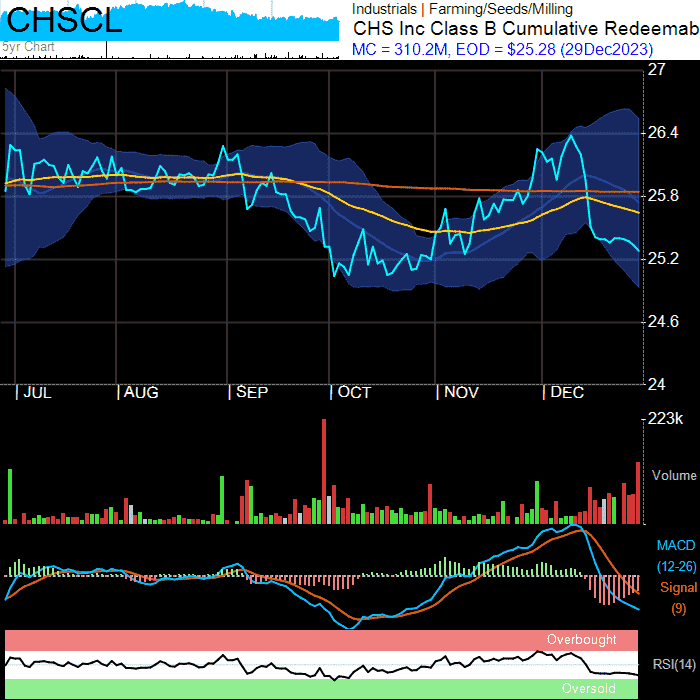 CHSCL
5yr Chart
Industrials | Farming/Seeds/Milling
CHS Inc Class B Cumulative Redeemab
MC = 310.2M, EOD = $25.28 (29Dec2023)
27
26.4
25.8
25.2
24.6
24
JUL
AUG
SEP
OCT
NOV
DEC
223k
Volume
MACD
(12-26)
Signal
(9)
Overbought
RSI(14)
Oversold